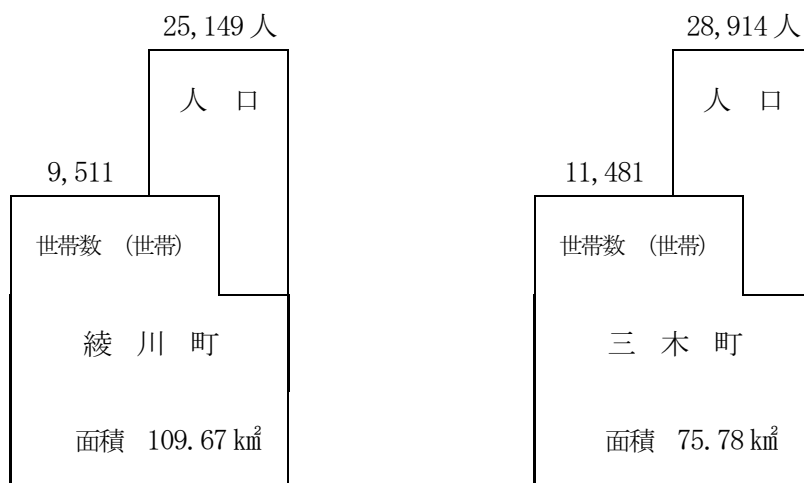 25,149 人
人 口
9,511
世帯数 (世帯)
綾 川 町
面積 109.67 ㎢
28,914 人
人 口
11,481
世帯数 (世帯)
三 木 町
面積 75.78 ㎢